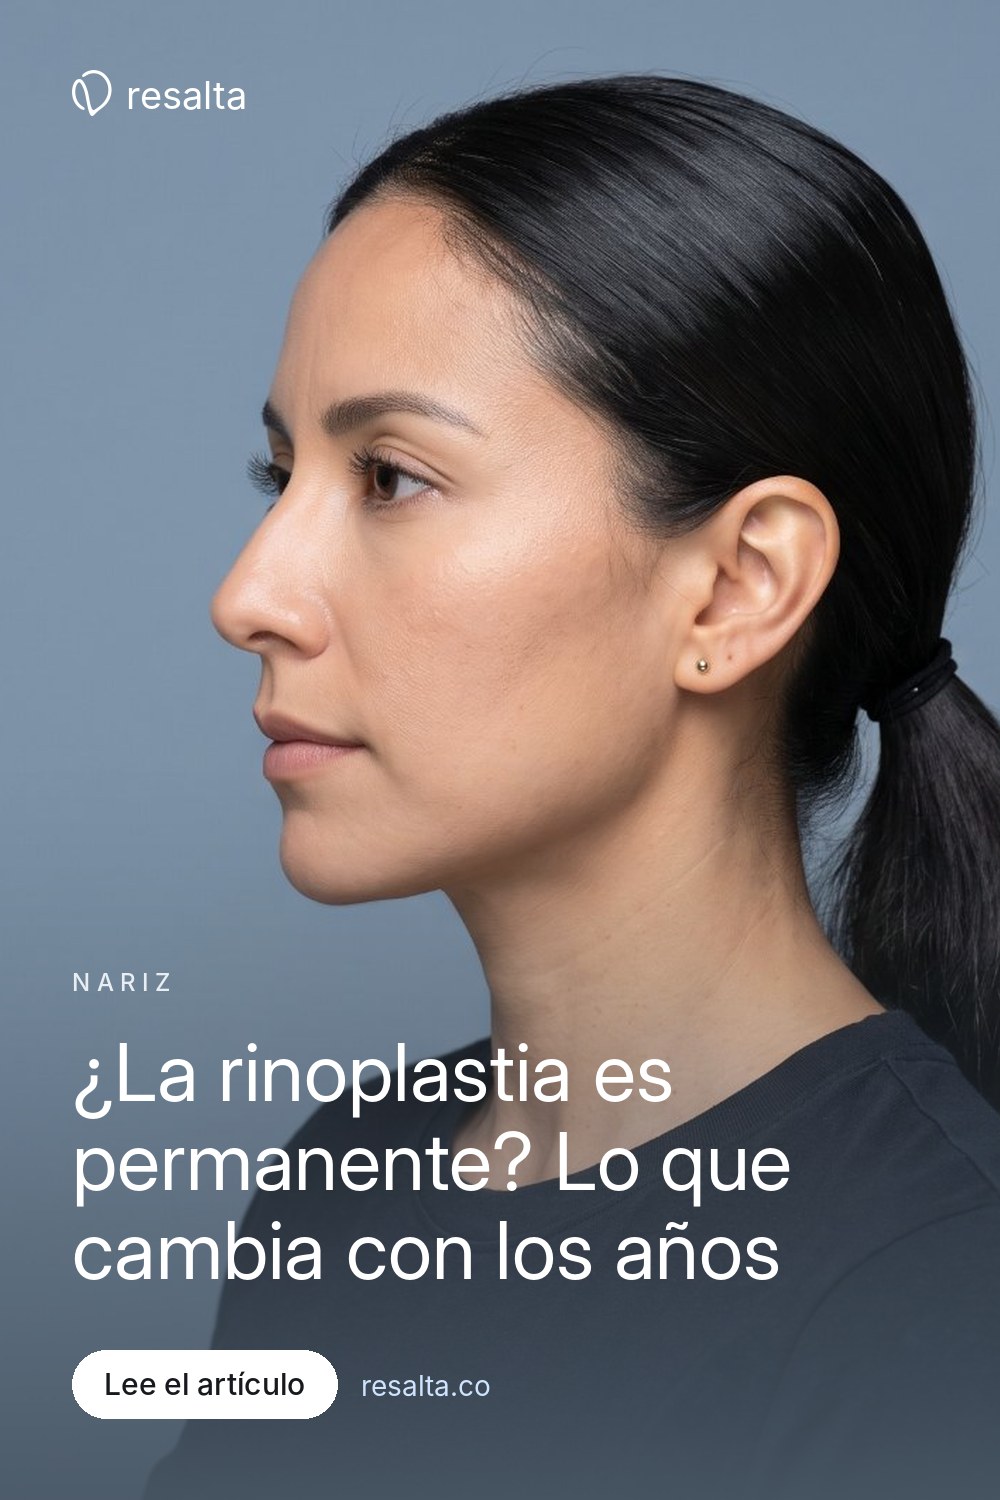 resalta
NARIZ
¿La rinoplastia es
permanente? Lo que
cambia con los años
Lee el artículo
resalta.co